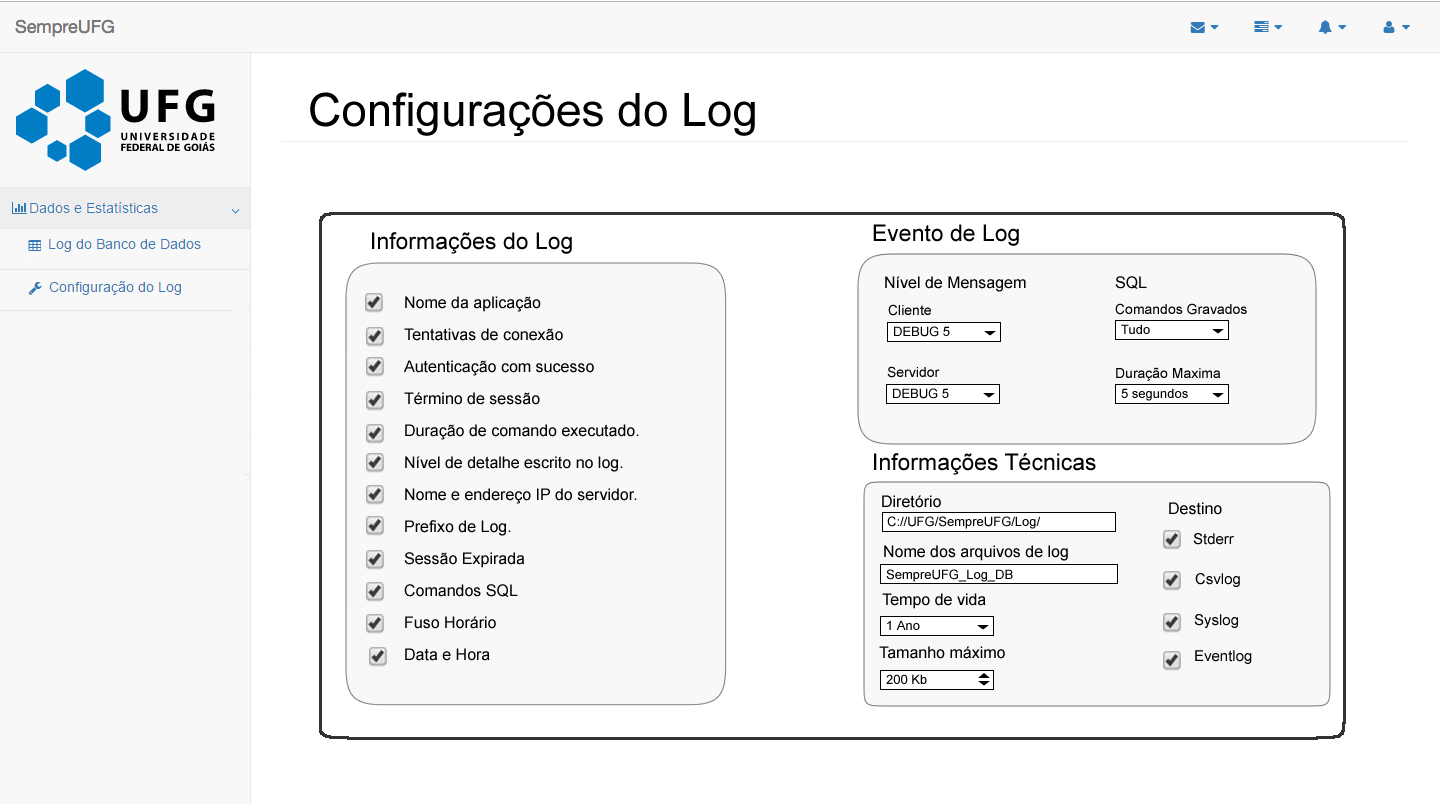 SempreUFG
UFG
UNIVERSIDADE
FEDERAL DE GOIÁS
Dados e Estatísticas
Log do Banco de Dados
Configuração do Log
Configurações do Log
Informações do Log
Nome da aplicação
Tentativas de conexão
Autenticação com sucesso
Término de sessão
Duração de comando executado.
Nível de detalhe escrito no log.
Nome e endereço IP do servidor.
Prefixo de Log.
Sessão Expirada
Comandos SQL
Fuso Horário
Data e Hora
Evento de Log
Nível de Mensagem
Cliente
DEBUG 5
Servidor
DEBUG 5
SQL
Comandos Gravados
Tudo
Duração Maxima
5 segundos
Informações Técnicas
Diretório
C://UFG/SempreUFG/Log/
Nome dos arquivos de log
SempreUFG_Log_DB
Tempo de vida
1 Ano
Tamanho máximo
200 Kb
Destino
Stderr
Csvlog
Syslog
Eventlog